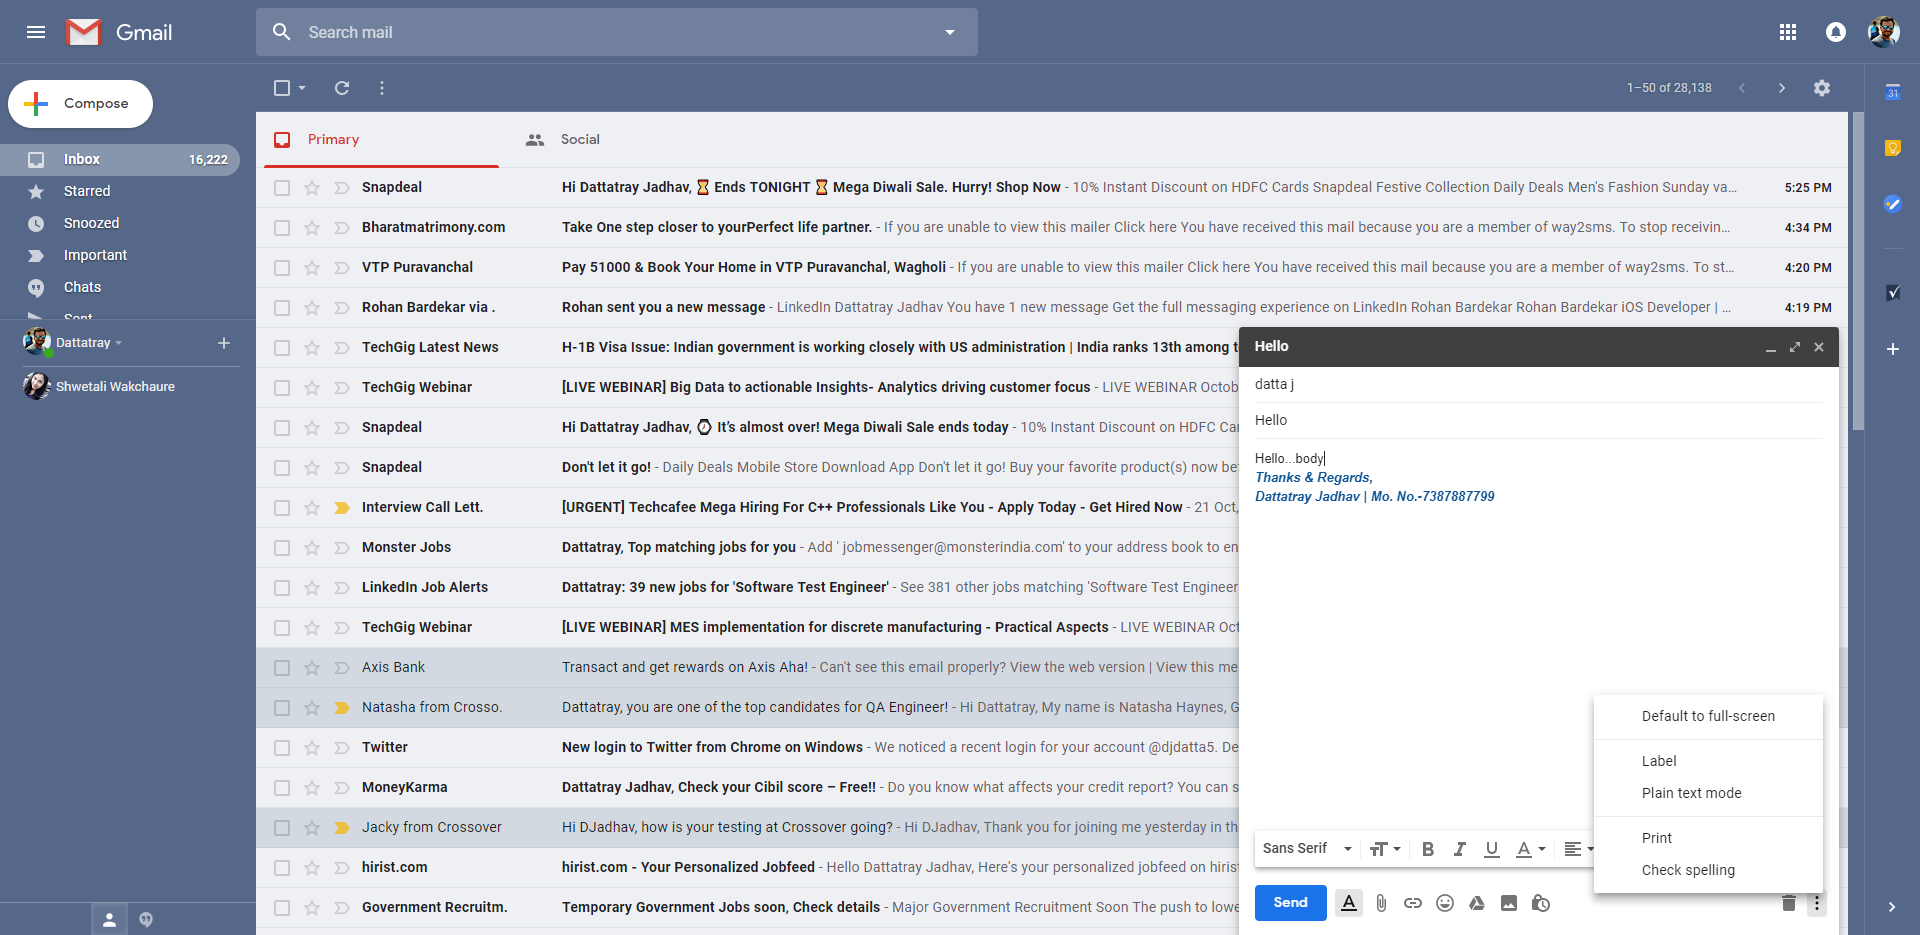 Gmail
Search mail
Compose
1–50 of 28,138
31
Primary
Social
Inbox 16,222
Starred
Snoozed
Important
Chats
Sent
Dattatray
Shwetali Wakchaure
Snapdeal Hi Dattatray Jadhav, ⌛ Ends TONIGHT ⌛ Mega Diwali Sale. Hurry! Shop Now - 10% Instant Discount on HDFC Cards Snapdeal Festive Collection Daily Deals Men's Fashion Sunday va... 5:25 PM
Bharatmatrimony.com Take One step closer to yourPerfect life partner. - If you are unable to view this mailer Click here You have received this mail because you are a member of way2sms. To stop receivin... 4:34 PM
VTP Puravanchal Pay 51000 & Book Your Home in VTP Puravanchal, Wagholi - If you are unable to view this mailer Click here You have received this mail because you are a member of way2sms. To st... 4:20 PM
Rohan Bardekar via . Rohan sent you a new message - LinkedIn Dattatray Jadhav You have 1 new message Get the full messaging experience on LinkedIn Rohan Bardekar Rohan Bardekar iOS Developer | ... 4:19 PM
TechGig Latest News H-1B Visa Issue: Indian government is working closely with US administration | India ranks 13th among
TechGig Webinar [LIVE WEBINAR] Big Data to actionable Insights- Analytics driving customer focus - LIVE WEBINAR Octob
Snapdeal Hi Dattatray Jadhav, ⌚ It's almost over! Mega Diwali Sale ends today - 10% Instant Discount on HDFC Car
Snapdeal Don't let it go! - Daily Deals Mobile Store Download App Don't let it go! Buy your favorite product(s) now be
Interview Call Lett. [URGENT] Techcafee Mega Hiring For C++ Professionals Like You - Apply Today - Get Hired Now - 21 Oct,
Monster Jobs Dattatray, Top matching jobs for you - Add ' jobmessenger@monsterindia.com' to your address book to en
LinkedIn Job Alerts Dattatray: 39 new jobs for 'Software Test Engineer' - See 381 other jobs matching 'Software Test Engineer
TechGig Webinar [LIVE WEBINAR] MES implementation for discrete manufacturing - Practical Aspects - LIVE WEBINAR Oct
Axis Bank Transact and get rewards on Axis Aha! - Can't see this email properly? View the web version | View this me
Natasha from Crosso. Dattatray, you are one of the top candidates for QA Engineer! - Hi Dattatray, My name is Natasha Haynes, G
Twitter New login to Twitter from Chrome on Windows - We noticed a recent login for your account @djdatta5. De
MoneyKarma Dattatray Jadhav, Check your Cibil score – Free!! - Do you know what affects your credit report? You can s
Jacky from Crossover Hi DJadhav, how is your testing at Crossover going? - Hi DJadhav, Thank you for joining me yesterday in th
hirist.com hirist.com - Your Personalized Jobfeed - Hello Dattatray Jadhav, Here's your personalized jobfeed on hirist
Government Recruitm. Temporary Government Jobs soon, Check details - Major Government Recruitment Soon The push to lowe
Hello
datta j
Hello
Hello...body
Thanks & Regards,
Dattatray Jadhav | Mo. No.-7387887799
Default to full-screen
Label
Plain text mode
Print
Check spelling
Sans Serif B I U A
Send A